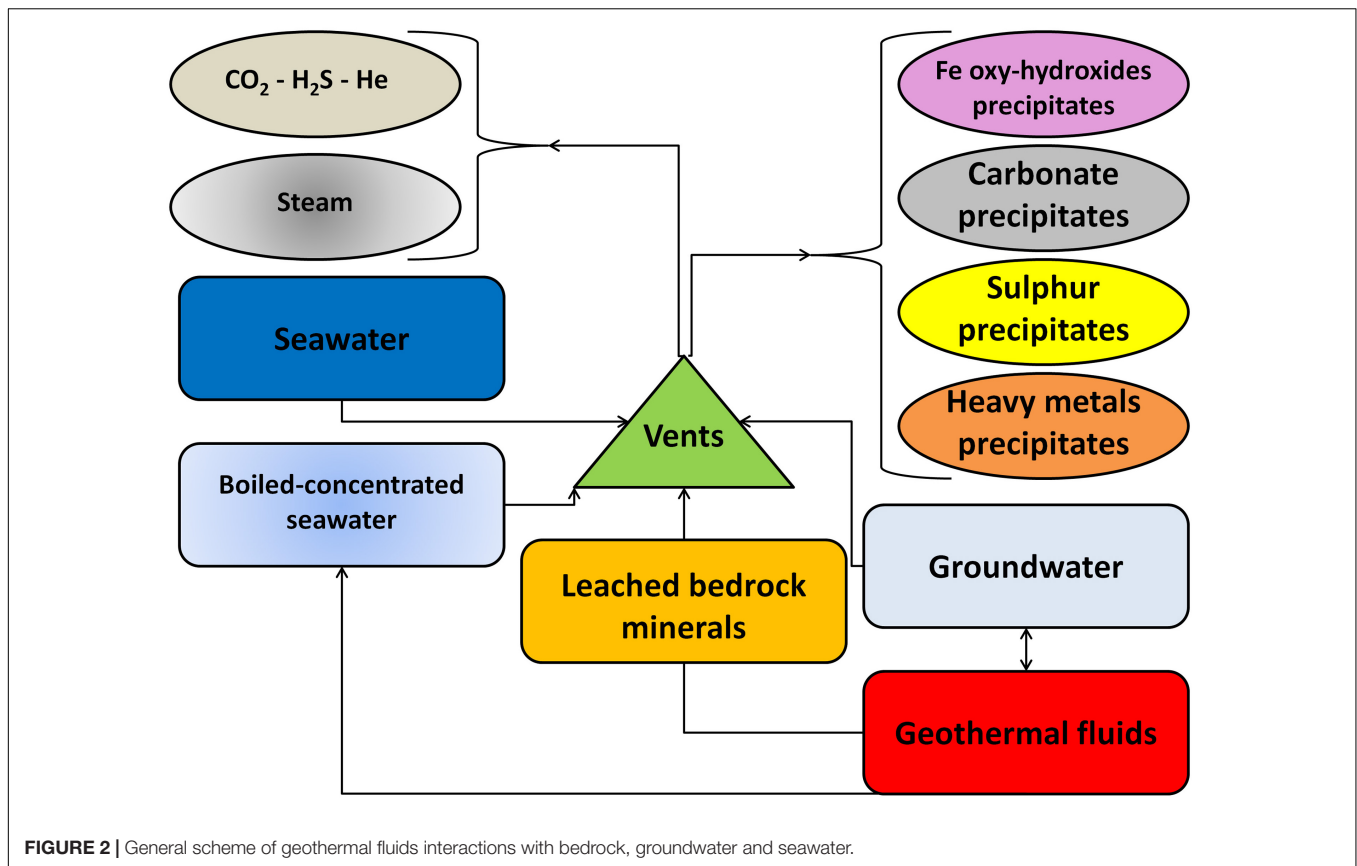 CO₂ - H₂S - He
Steam
Seawater
Boiled-concentrated
seawater
Vents
Leached bedrock
minerals
Fe oxy-hydroxides
precipitates
Carbonate
precipitates
Sulphur
precipitates
Heavy metals
precipitates
Groundwater
Geothermal fluids
FIGURE 2 | General scheme of geothermal fluids interactions with bedrock, groundwater and seawater.